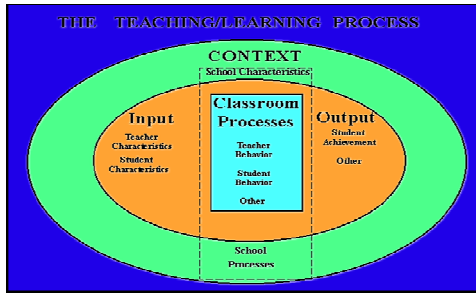 THE TEACHING/LEARNING PROCESS
CONTEXT
School Characteristics
Input
Teacher
Characteristics
Student
Characteristics
Classroom
Processes
Teacher
Behavior
Student
Behavior
Other
Output
Student
Achievement
Other
School
Processes